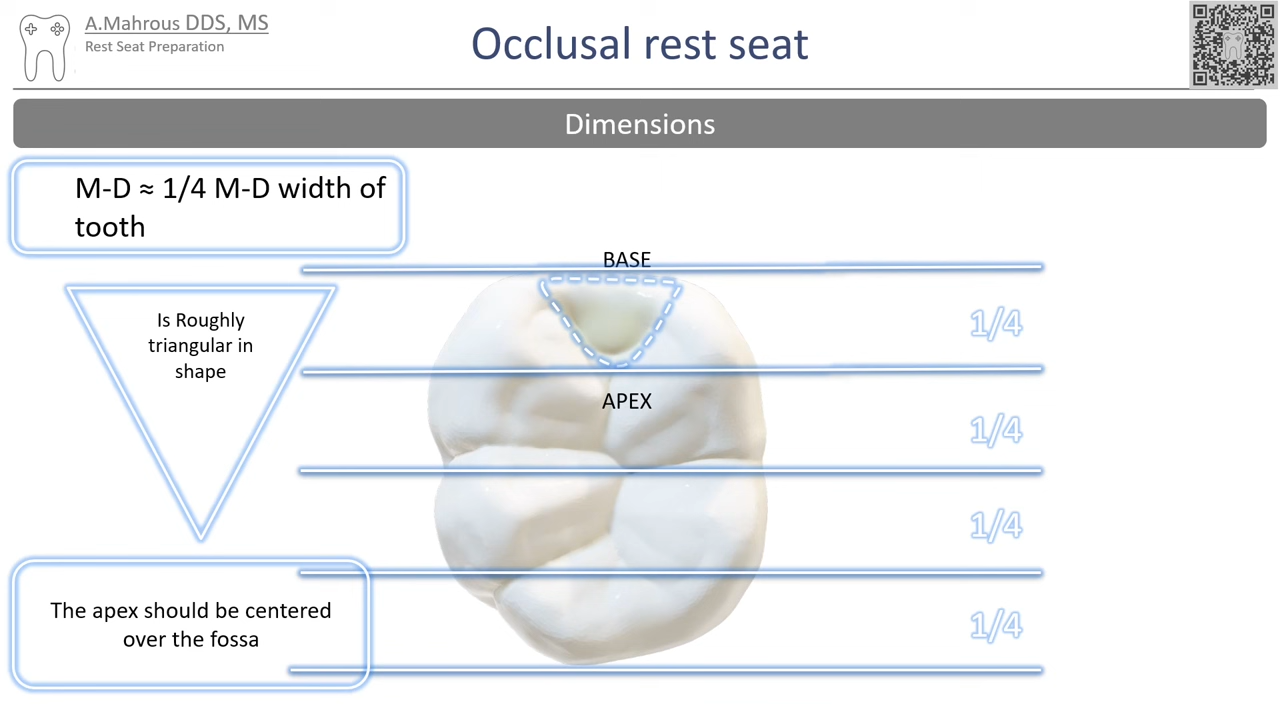 A.Mahrous DDS, MS
Rest Seat Preparation
Occlusal rest seat
Dimensions
M-D ≈ 1/4 M-D width of
tooth
BASE
Is Roughly
triangular in
shape
1/4
APEX
1/4
1/4
The apex should be centered
over the fossa
1/4